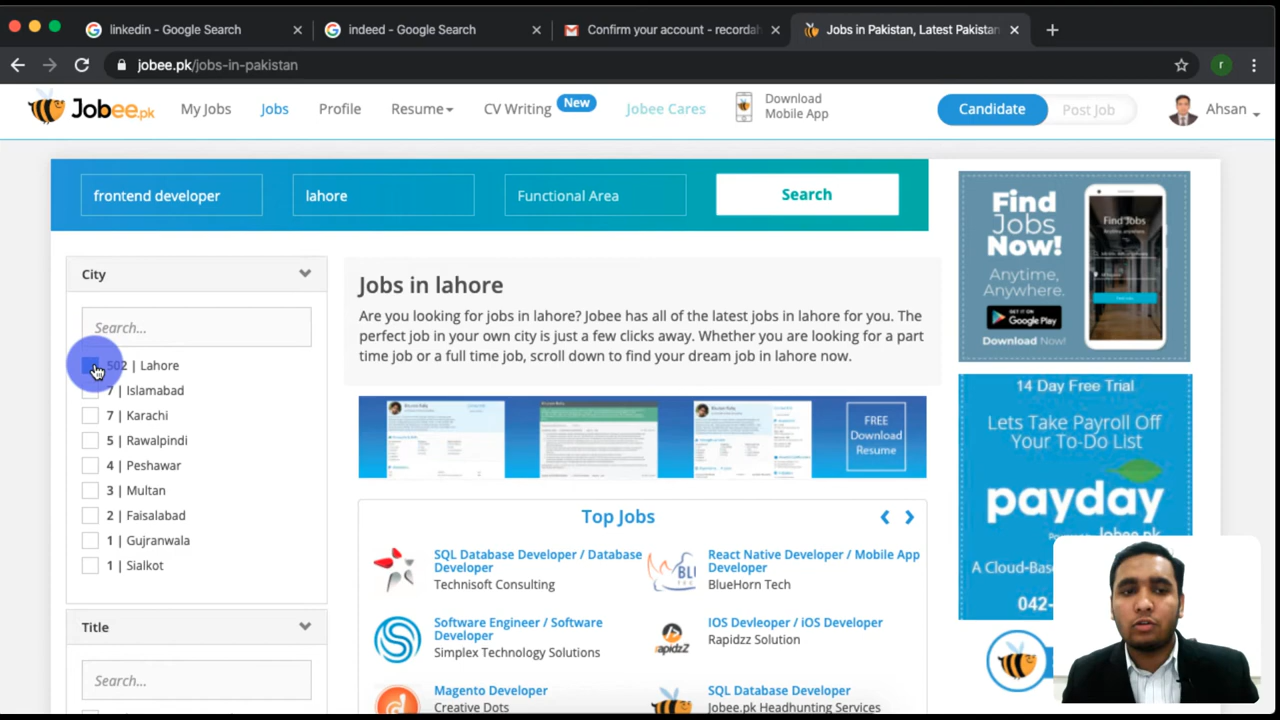 linkedin - Google Search
indeed - Google Search
Confirm your account - recordah
Jobs in Pakistan, Latest Pakistan
jobee.pk/jobs-in-pakistan
r
Jobee.pk
My Jobs
Jobs
Profile
Resume
CV Writing
New
Jobee Cares
Download
Mobile App
Candidate
Post Job
Ahsan
frontend developer
lahore
Functional Area
Search
City
Search...
502 | Lahore
7 | Islamabad
7 | Karachi
5 | Rawalpindi
4 | Peshawar
3 | Multan
2 | Faisalabad
1 | Gujranwala
1 | Sialkot
Title
Search...
Jobs in lahore
Are you looking for jobs in lahore? Jobee has all of the latest jobs in lahore for you. The
perfect job in your own city is just a few clicks away. Whether you are looking for a part
time job or a full time job, scroll down to find your dream job in lahore now.
FREE
Download
Resume
Top Jobs
SQL Database Developer / Database
Developer
Technisoft Consulting
React Native Developer / Mobile App
Developer
BlueHorn Tech
Software Engineer / Software
Developer
Simplex Technology Solutions
IOS Devleoper / iOS Developer
Rapidzz Solution
rapidzZ
Magento Developer
Creative Dots
SQL Database Developer
Jobee.pk Headhunting Services
Find
Jobs
Now!
Anytime,
Anywhere.
GET IT ON
Google Play
Download Now!
Find Jobs
14 Day Free Trial
Lets Take Payroll Off
Your To-Do List
payday
Jobee.pk
A Cloud-Bas
042-